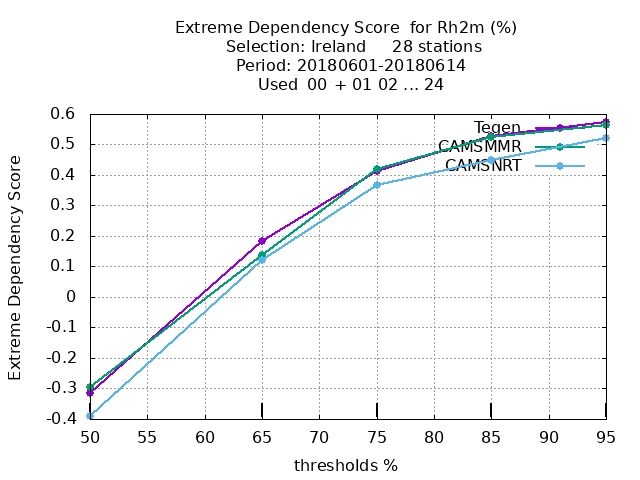 Extreme Dependency Score  for Rh2m (%)
Selection: Ireland     28 stations
Period: 20180601-20180614
Used  00 + 01 02 ... 24
Extreme Dependency Score
0.6
0.5
0.4
0.3
0.2
0.1
0
-0.1
-0.2
-0.3
-0.4
Tegen
CAMSMMR
CAMSNRT
50 55 60 65 70 75 80 85 90 95
thresholds %